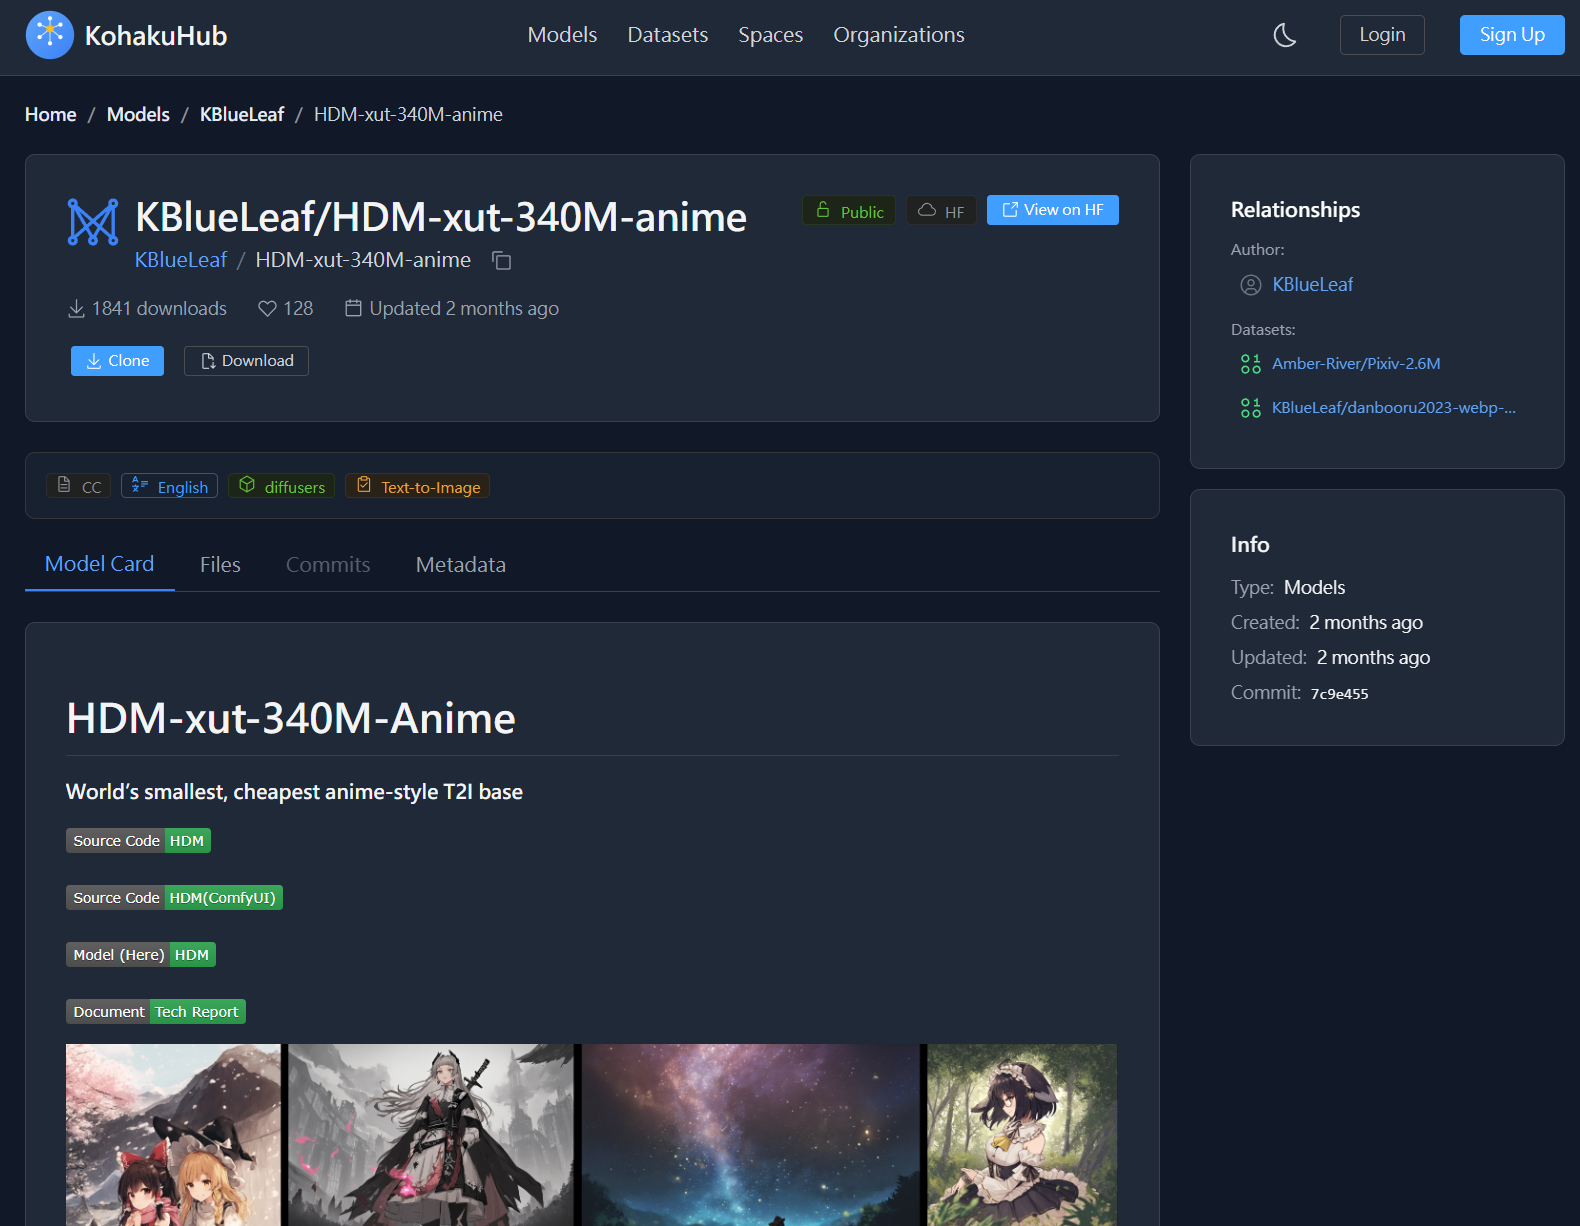 KohakuHub
Models Datasets Spaces Organizations
Login
Sign Up
Home / Models / KBlueLeaf / HDM-xut-340M-anime
KBlueLeaf/HDM-xut-340M-anime
Public
HF
View on HF
KBlueLeaf / HDM-xut-340M-anime
1841 downloads 128 Updated 2 months ago
Clone Download
CC English diffusers Text-to-Image
Model Card Files Commits Metadata
HDM-xut-340M-Anime
World’s smallest, cheapest anime-style T2I base
Source Code HDM
Source Code HDM(ComfyUI)
Model (Here) HDM
Document Tech Report
Relationships
Author:
KBlueLeaf
Datasets:
Amber-River/Pixiv-2.6M
KBlueLeaf/danbooru2023-webp-...
Info
Type: Models
Created: 2 months ago
Updated: 2 months ago
Commit: 7c9e455